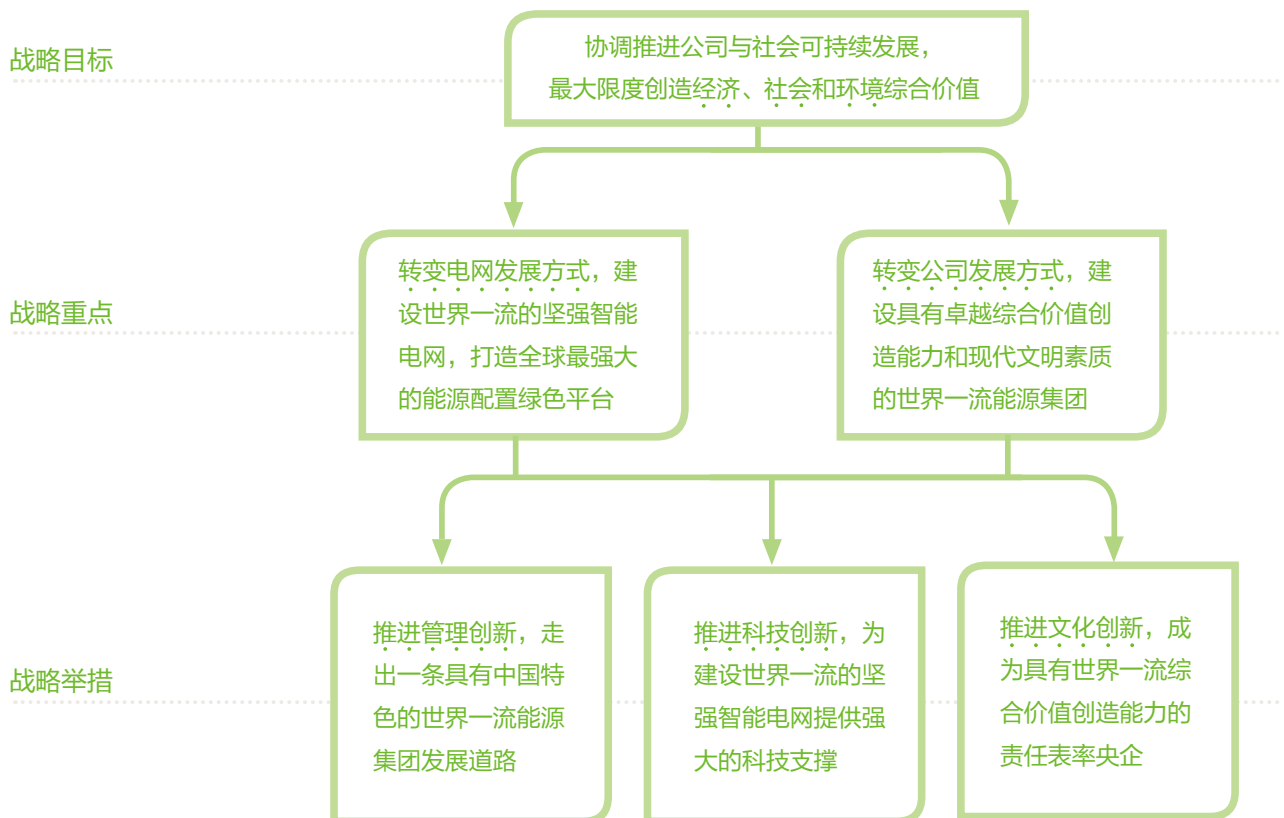 战略目标
协调推进公司与社会可持续发展，
最大限度创造经济、社会和环境综合价值
战略重点
转变电网发展方式，建
设世界一流的坚强智能
电网，打造全球最强大
的能源配置绿色平台
转变公司发展方式，建
设具有卓越综合价值创
造能力和现代文明素质
的世界一流能源集团
战略举措
推进管理创新，走
出一条具有中国特
色的世界一流能源
集团发展道路
推进科技创新，为
建设世界一流的坚
强智能电网提供强
大的科技支撑
推进文化创新，成
为具有世界一流综
合价值创造能力的
责任表率央企